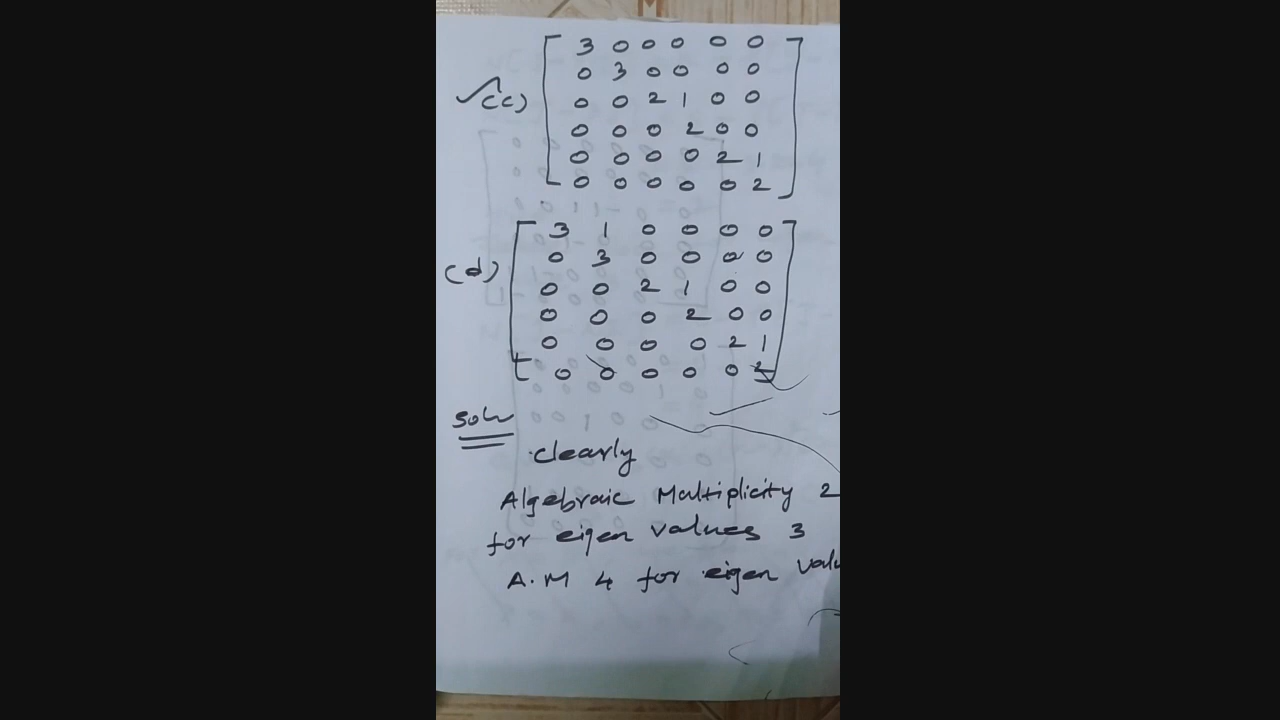 (c)
3 0 0 0 0 0
0 3 0 0 0 0
0 0 2 1 0 0
0 0 0 2 0 0
0 0 0 0 2 1
0 0 0 0 0 2
(d)
3 1 0 0 0 0
0 3 0 0 0 0
0 0 2 1 0 0
0 0 0 2 0 0
0 0 0 0 2 1
0 0 0 0 0 2
Soln
clearly
Algebraic Multiplicity 2
for eigen values 3
A.M 4 for eigen valu